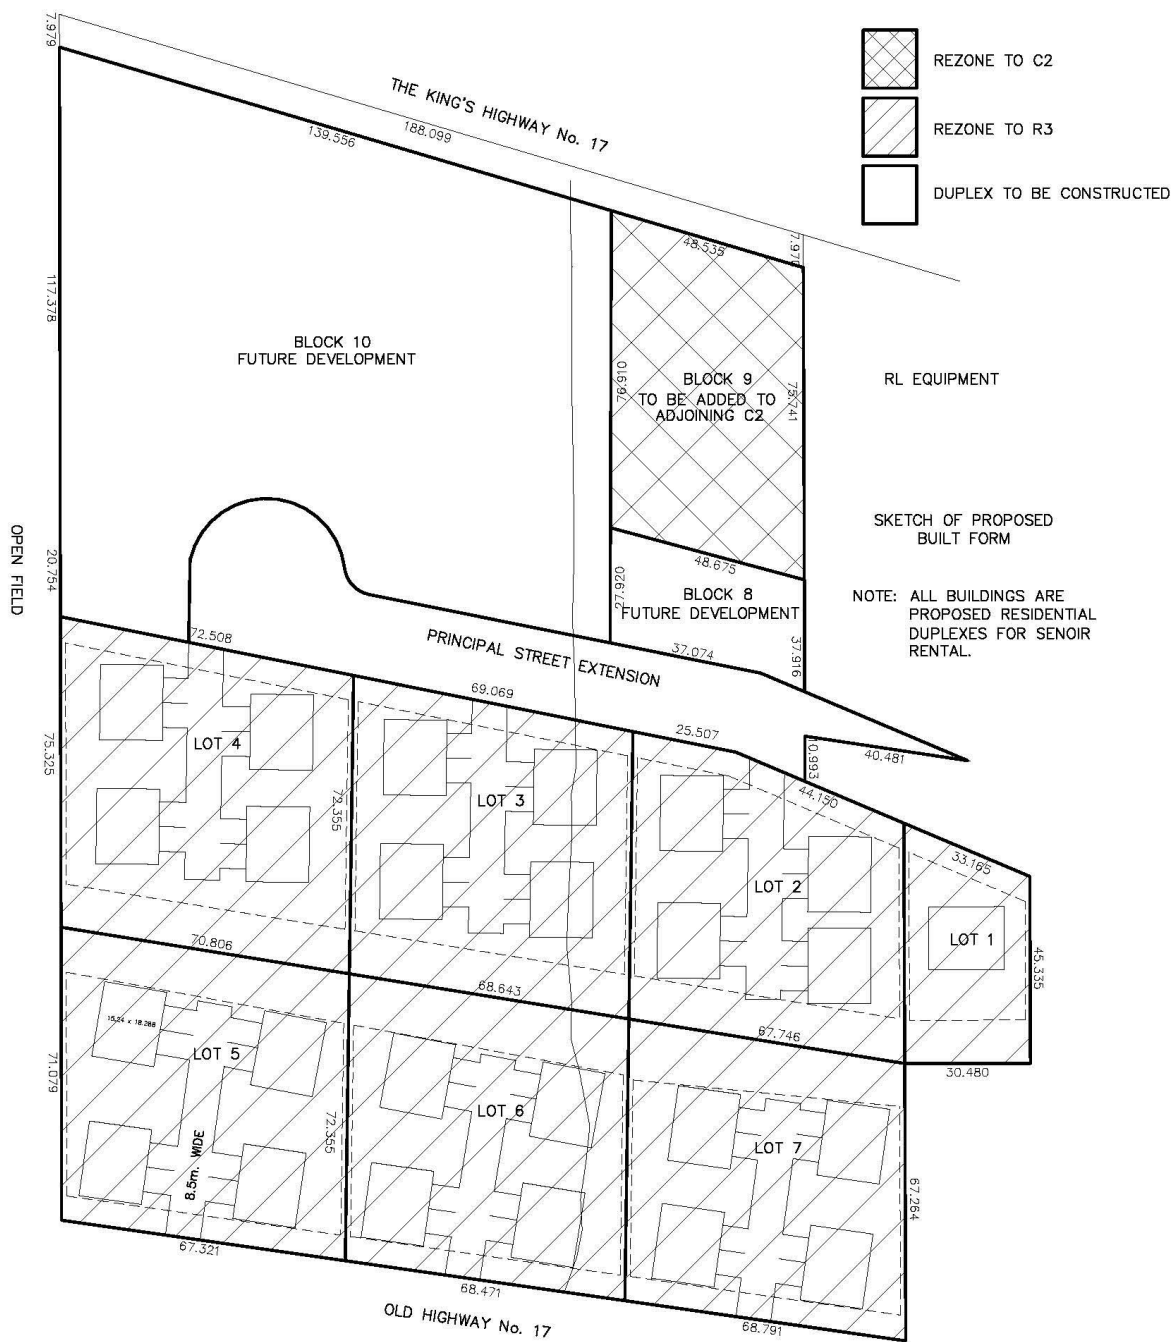 7.979
THE KING'S HIGHWAY No. 17
188.099
139.556
REZONE TO C2
REZONE TO R3
DUPLEX TO BE CONSTRUCTED
48.535
7.970
117.378
BLOCK 10
FUTURE DEVELOPMENT
76.910
BLOCK 9
TO BE ADDED TO
ADJOINING C2
75.741
RL EQUIPMENT
SKETCH OF PROPOSED
BUILT FORM
NOTE: ALL BUILDINGS ARE
PROPOSED RESIDENTIAL
DUPLEXES FOR SENOIR
RENTAL.
OPEN FIELD
20.754
48.675
27.920
BLOCK 8
FUTURE DEVELOPMENT
37.916
37.074
PRINCIPAL STREET EXTENSION
72.508
69.069
25.507
10.993
40.481
44.150
33.165
75.325
LOT 4
72.355
LOT 3
LOT 2
LOT 1
45.335
70.806
68.643
67.746
30.480
15.24 x 18.288
LOT 5
71.079
72.355
8.5m. WIDE
LOT 6
LOT 7
67.264
67.321
68.471
68.791
OLD HIGHWAY No. 17